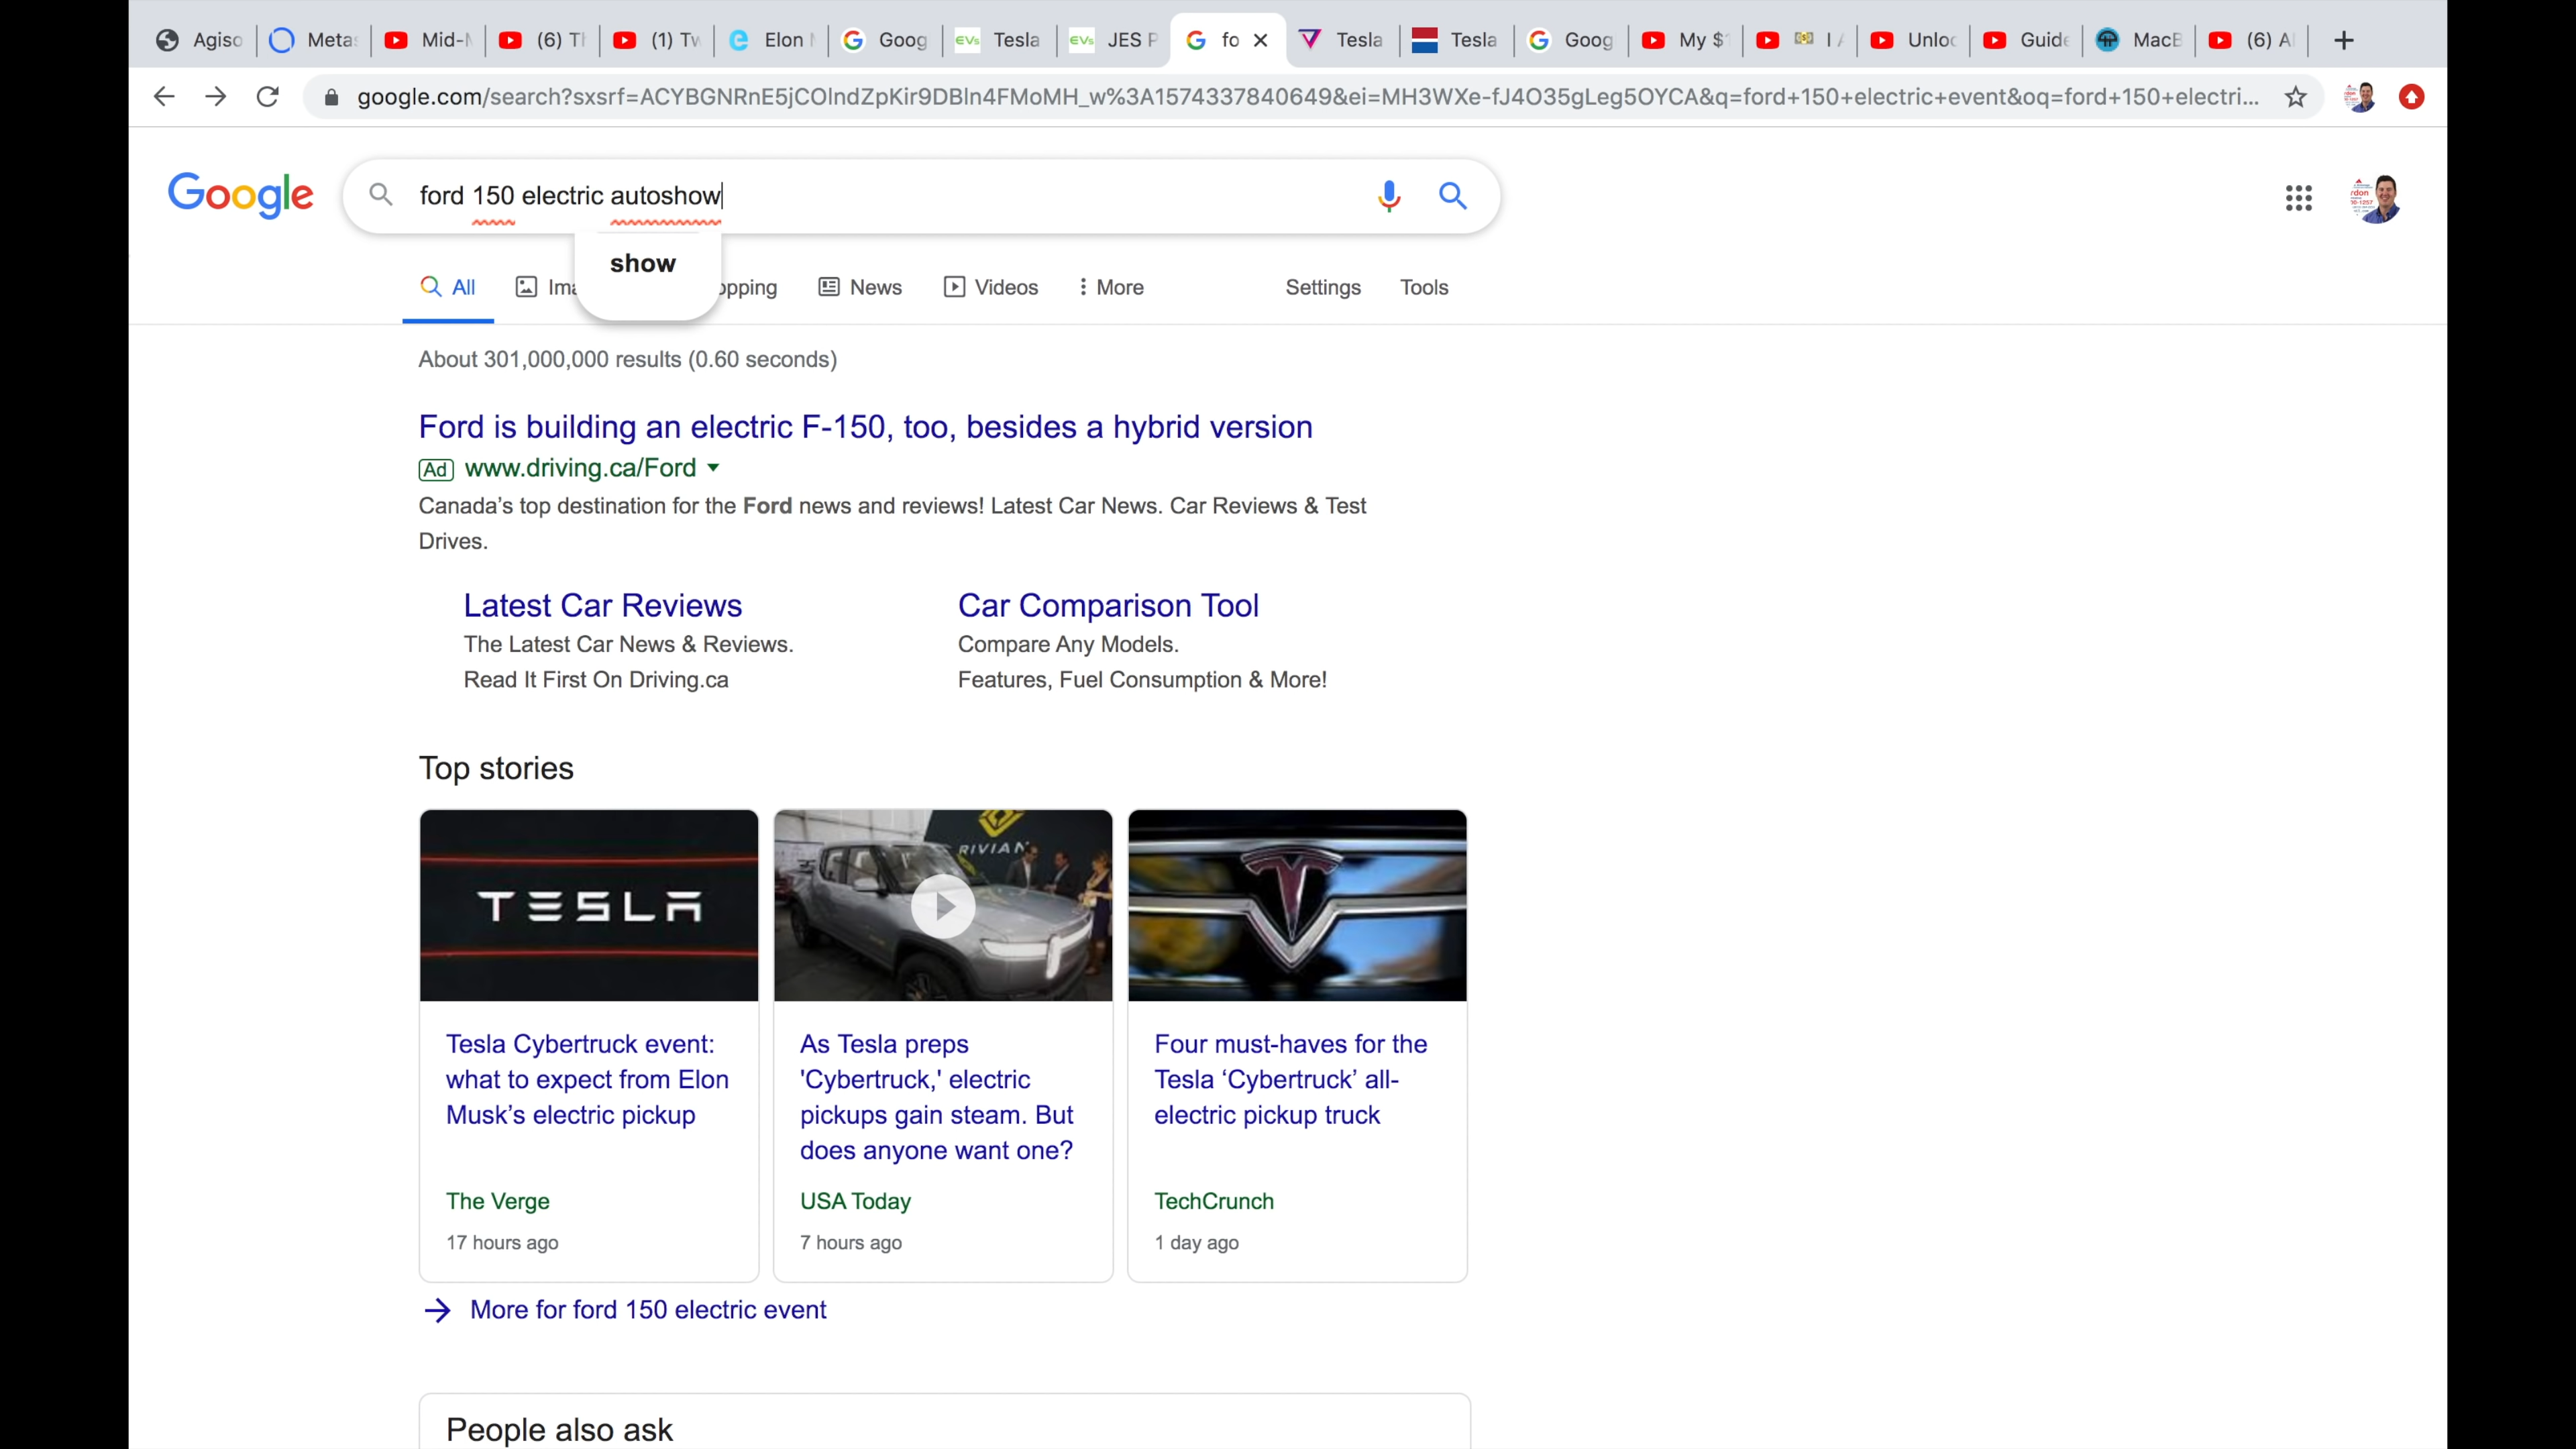 Agiso
Metas
Mid-
(6) T
(1) Tw
Elon
Goog
EVs Tesla
EVs JES P
fo
Tesla
Tesla
Goog
My $
I
Unloc
Guide
MacB
(6) A
google.com/search?sxsrf=ACYBGNRnE5jCOlndZpKir9DBln4FMoMH_w%3A1574337840649&ei=MH3WXe-fJ4O35gLeg5OYCA&q=ford+150+electric+event&oq=ford+150+electri...
Google
ford 150 electric autoshow
show
All
Ima
opping
News
Videos
More
Settings
Tools
About 301,000,000 results (0.60 seconds)
Ford is building an electric F-150, too, besides a hybrid version
Ad www.driving.ca/Ford
Canada's top destination for the Ford news and reviews! Latest Car News. Car Reviews & Test
Drives.
Latest Car Reviews
The Latest Car News & Reviews.
Read It First On Driving.ca
Car Comparison Tool
Compare Any Models.
Features, Fuel Consumption & More!
Top stories
TESLA
Tesla Cybertruck event:
what to expect from Elon
Musk's electric pickup
The Verge
17 hours ago
RIVIAN
As Tesla preps
'Cybertruck,' electric
pickups gain steam. But
does anyone want one?
USA Today
7 hours ago
Four must-haves for the
Tesla ‘Cybertruck’ all-
electric pickup truck
TechCrunch
1 day ago
More for ford 150 electric event
People also ask